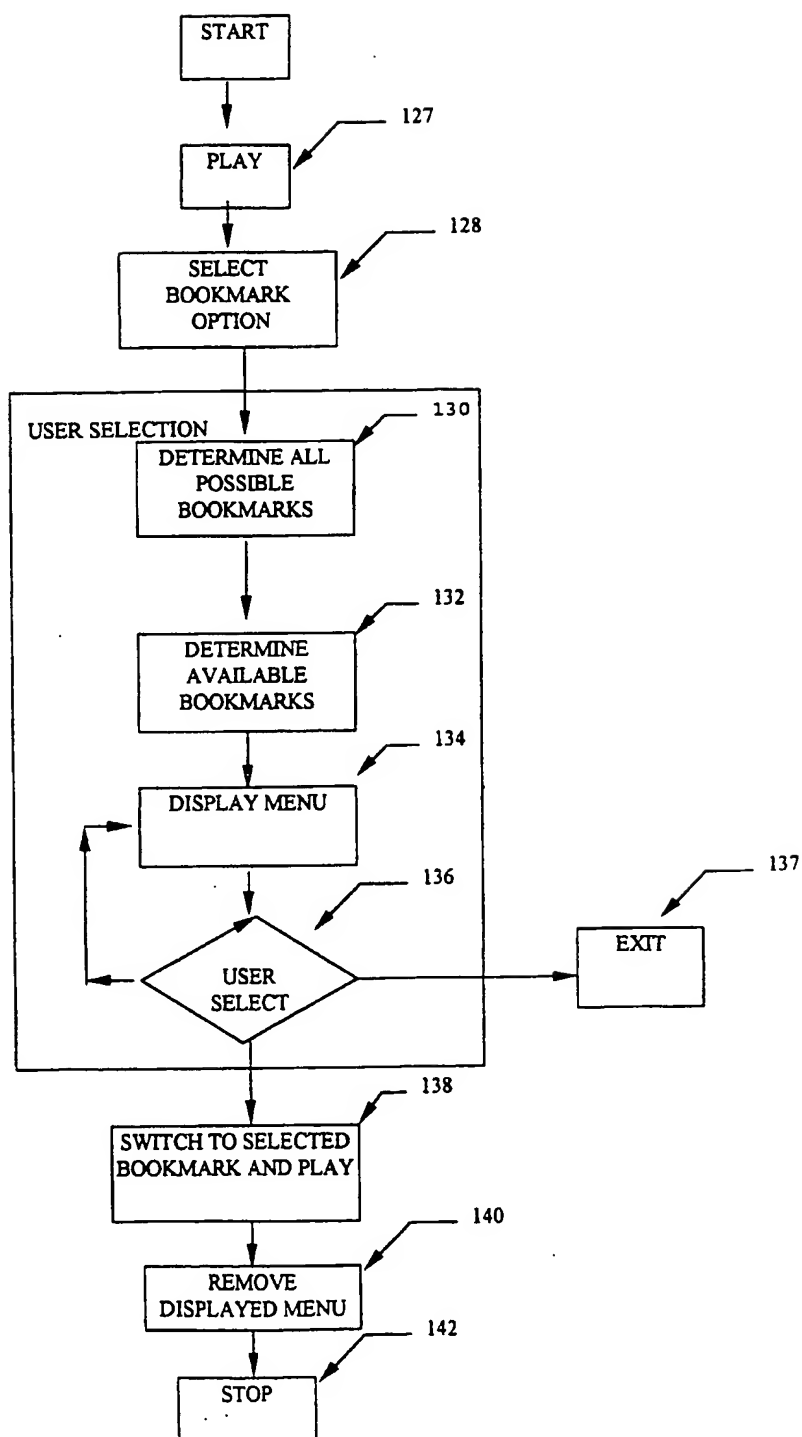 START
127
PLAY
128
SELECT
BOOKMARK
OPTION
130
USER SELECTION
DETERMINE ALL
POSSIBLE
BOOKMARKS
132
DETERMINE
AVAILABLE
BOOKMARKS
134
DISPLAY MENU
136
137
EXIT
USER
SELECT
138
SWITCH TO SELECTED
BOOKMARK AND PLAY
140
REMOVE
DISPLAYED MENU
142
STOP